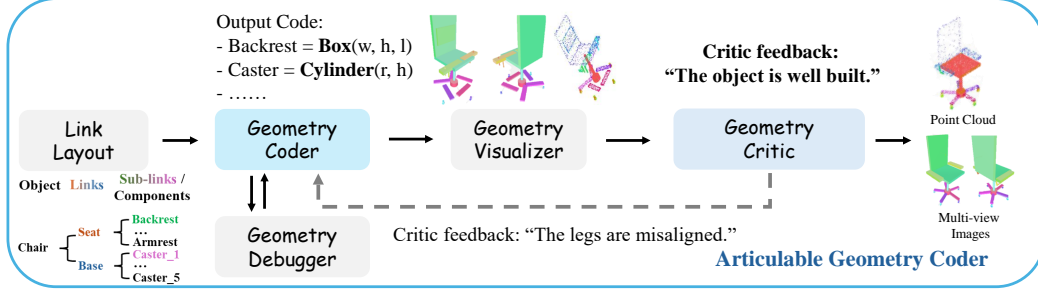 Output Code:
- Backrest = Box(w, h, l)
- Caster = Cylinder(r, h)
- ……
Critic feedback:
“The object is well built.”
Point Cloud
Link
Layout
Geometry
Coder
Geometry
Visualizer
Geometry
Critic
Multi-view
Images
Object Links Sub-links /
Components
Chair
Seat
Backrest
…
Armrest
Base
Caster_1
…
Caster_5
Geometry
Debugger
Critic feedback: “The legs are misaligned.”
Articulable Geometry Coder